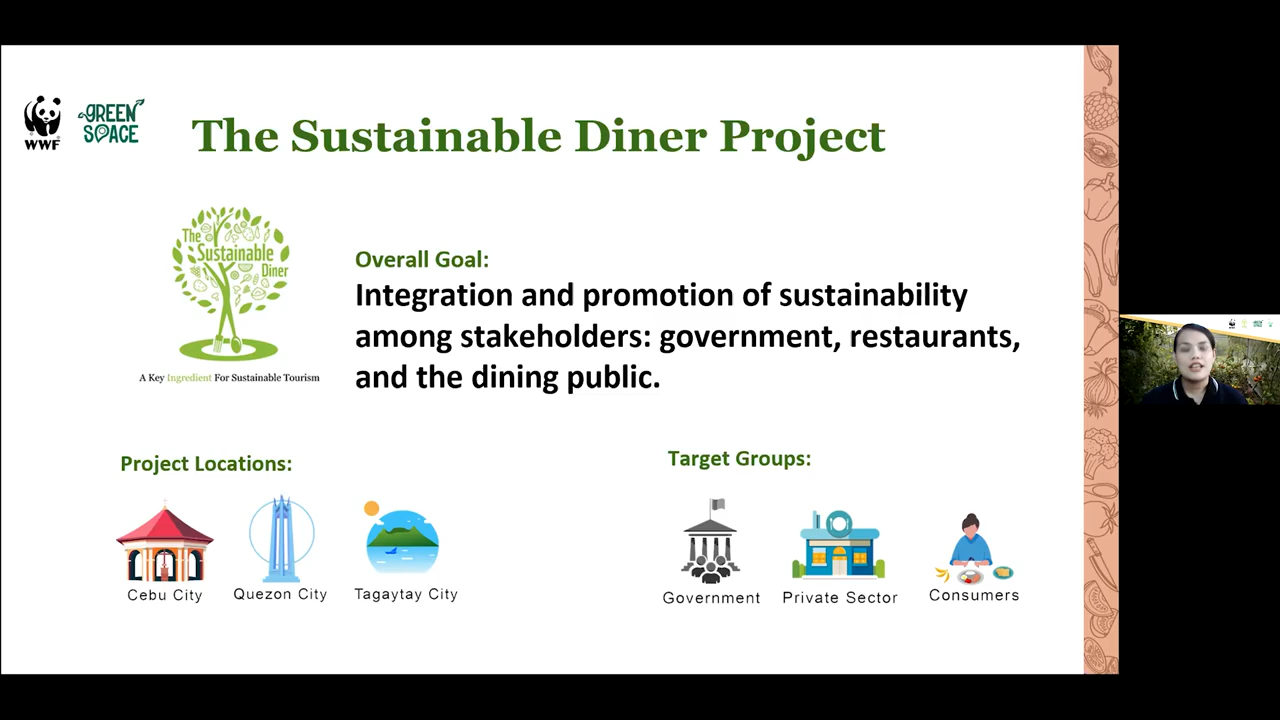 WWF
GREEN
SPACE
The Sustainable Diner Project
The
Sustainable
Diner
A Key Ingredient For Sustainable Tourism
Overall Goal:
Integration and promotion of sustainability
among stakeholders: government, restaurants,
and the dining public.
Project Locations:
Cebu City
Quezon City
Tagaytay City
Target Groups:
Government
Private Sector
Consumers